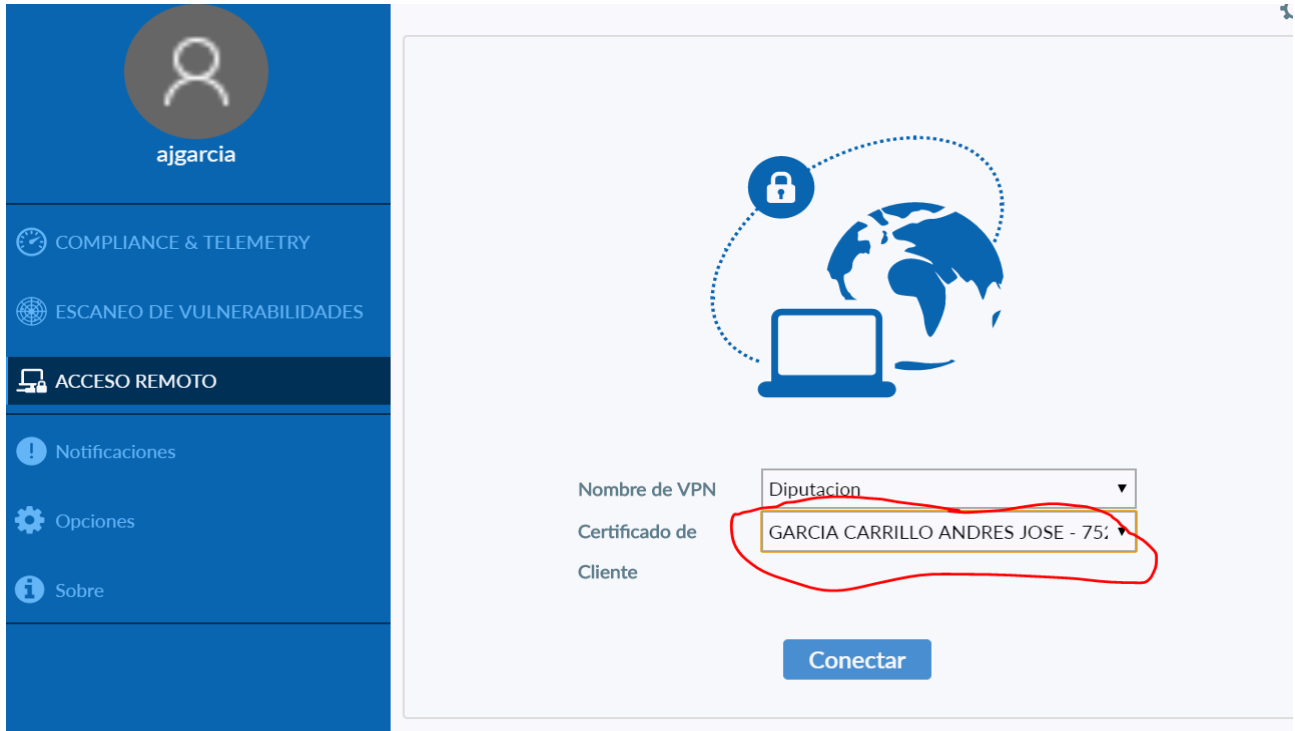 ajgarcia
COMPLIANCE & TELEMETRY
ESCANEO DE VULNERABILIDADES
ACCESO REMOTO
Notificaciones
Opciones
Sobre
Nombre de VPN
Diputacion
Certificado de
GARCIA CARRILLO ANDRES JOSE - 75
Cliente
Conectar